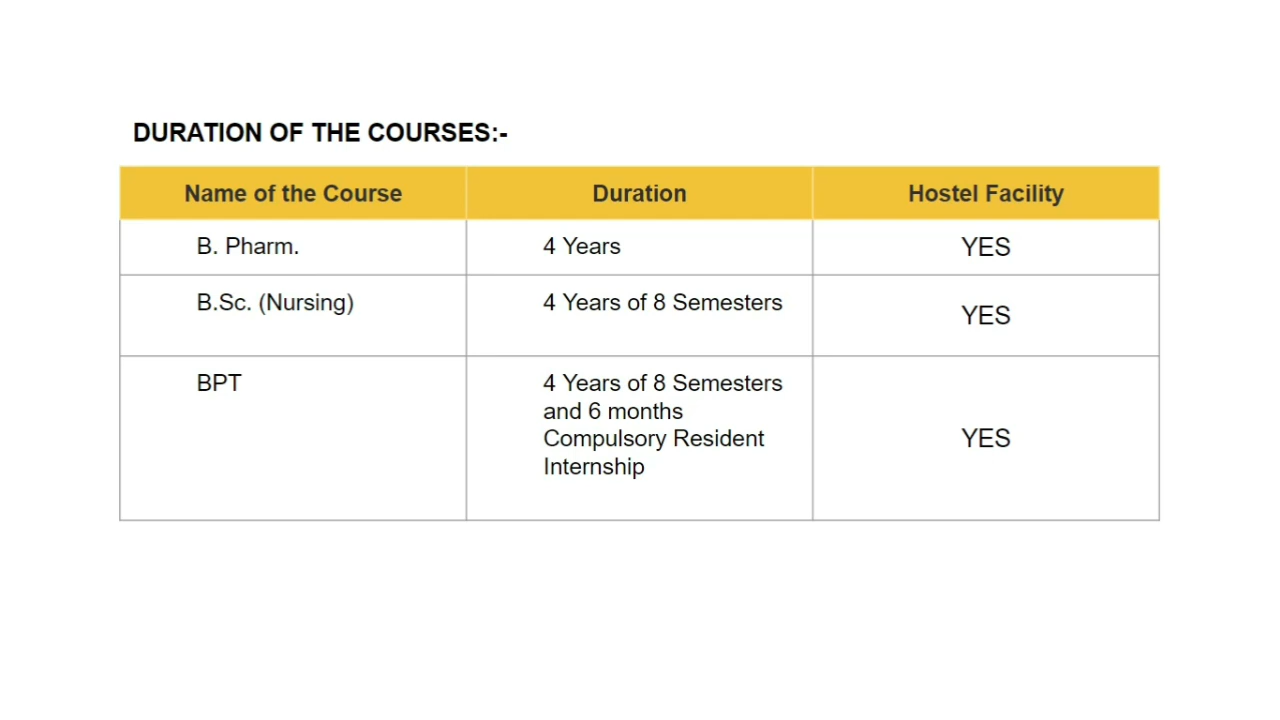 DURATION OF THE COURSES:-
Name of the Course Duration Hostel Facility
B. Pharm. 4 Years YES
B.Sc. (Nursing) 4 Years of 8 Semesters YES
BPT 4 Years of 8 Semesters
and 6 months
Compulsory Resident YES
Internship